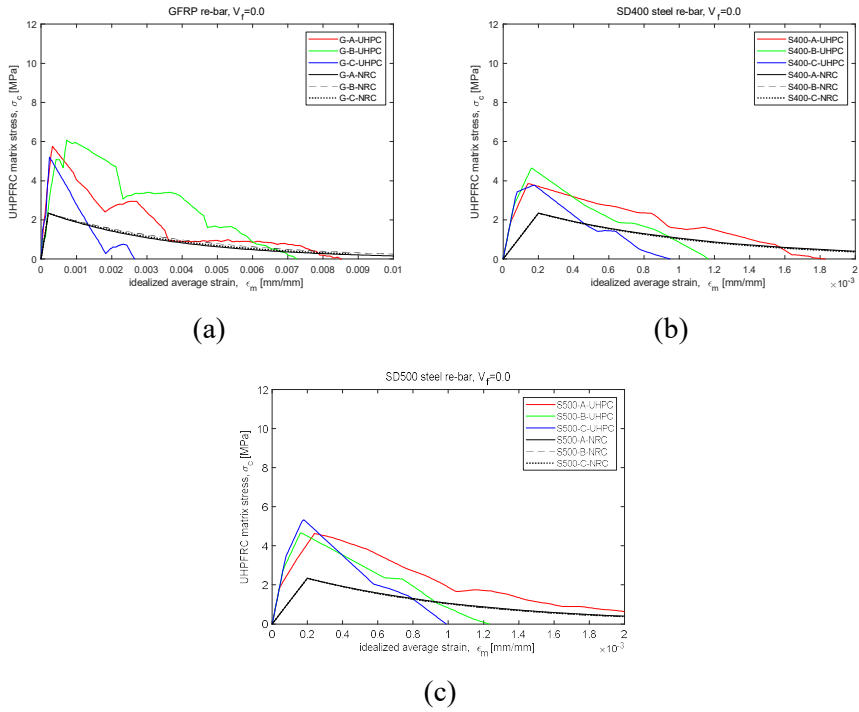 GFRP re-bar, V_f=0.0
UHPFRC matrix stress, σ_c [MPa]
12
10
8
6
4
2
0
G-A-UHPC
G-B-UHPC
G-C-UHPC
G-A-NRC
G-B-NRC
G-C-NRC
0 0.001 0.002 0.003 0.004 0.005 0.006 0.007 0.008 0.009 0.01
idealized average strain, ϵ_m [mm/mm]
(a)
SD400 steel re-bar, V_f=0.0
UHPFRC matrix stress, σ_c [MPa]
12
10
8
6
4
2
0
S400-A-UHPC
S400-B-UHPC
S400-C-UHPC
S400-A-NRC
S400-B-NRC
S400-C-NRC
0 0.2 0.4 0.6 0.8 1 1.2 1.4 1.6 1.8 2
idealized average strain, ϵ_m [mm/mm]
×10⁻³
(b)
SD500 steel re-bar, V_f=0.0
UHPFRC matrix stress, σ_c [MPa]
12
10
8
6
4
2
0
S500-A-UHPC
S500-B-UHPC
S500-C-UHPC
S500-A-NRC
S500-B-NRC
S500-C-NRC
0 0.2 0.4 0.6 0.8 1 1.2 1.4 1.6 1.8 2
idealized average strain, ϵ_m [mm/mm]
×10⁻³
(c)